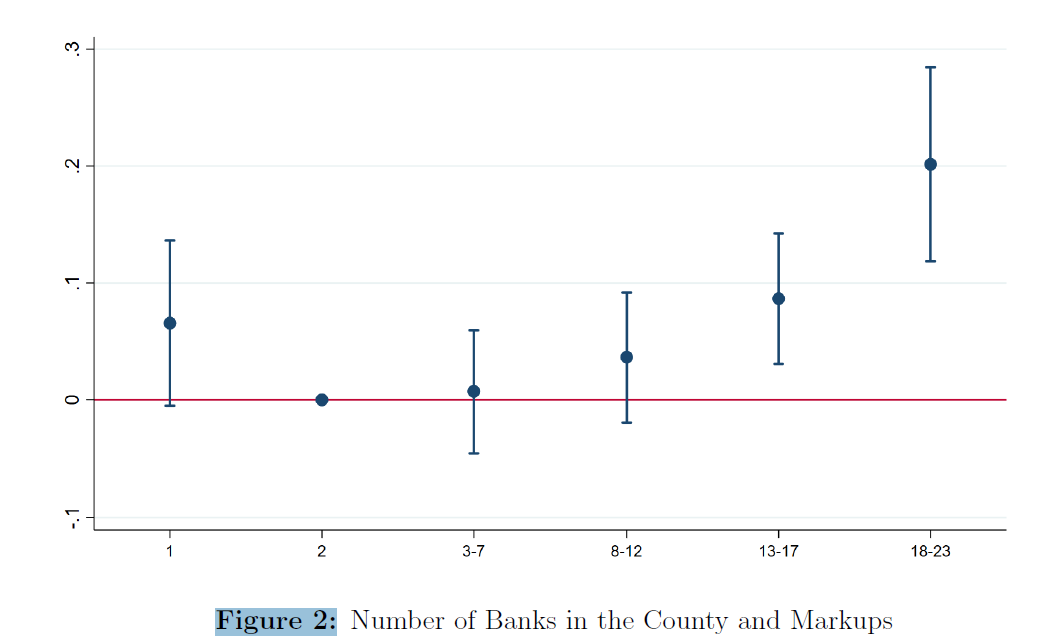 .3
.2
.1
0
-.1
1 2 3-7 8-12 13-17 18-23
Figure 2: Number of Banks in the County and Markups